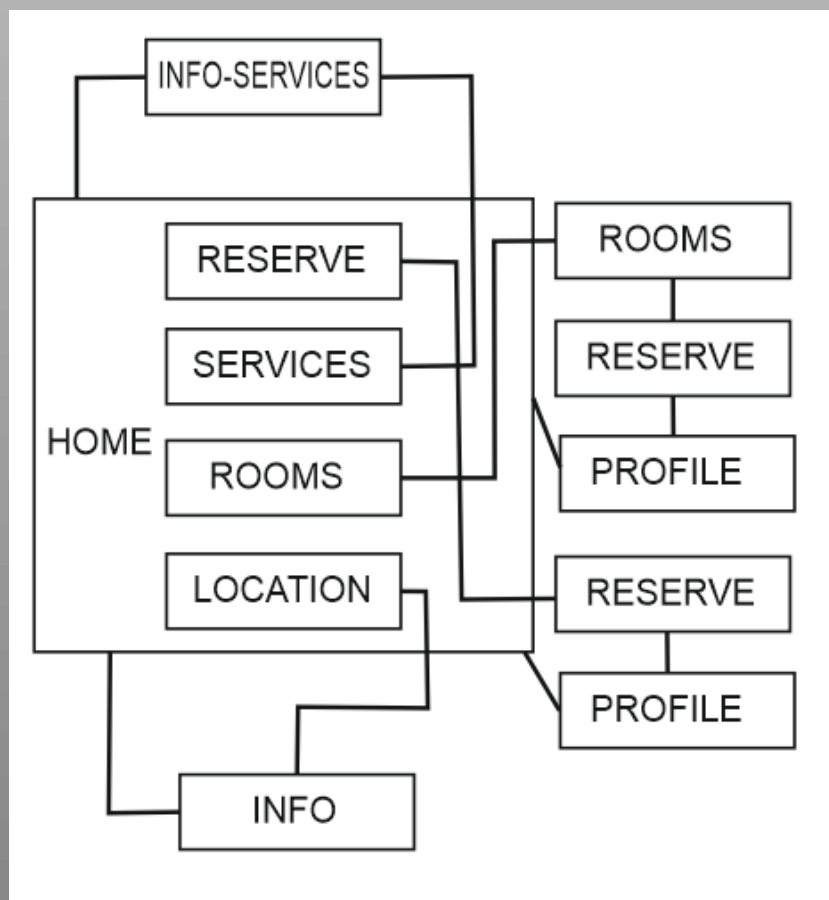 INFO-SERVICES
HOME
RESERVE
SERVICES
ROOMS
LOCATION
ROOMS
RESERVE
PROFILE
RESERVE
PROFILE
INFO